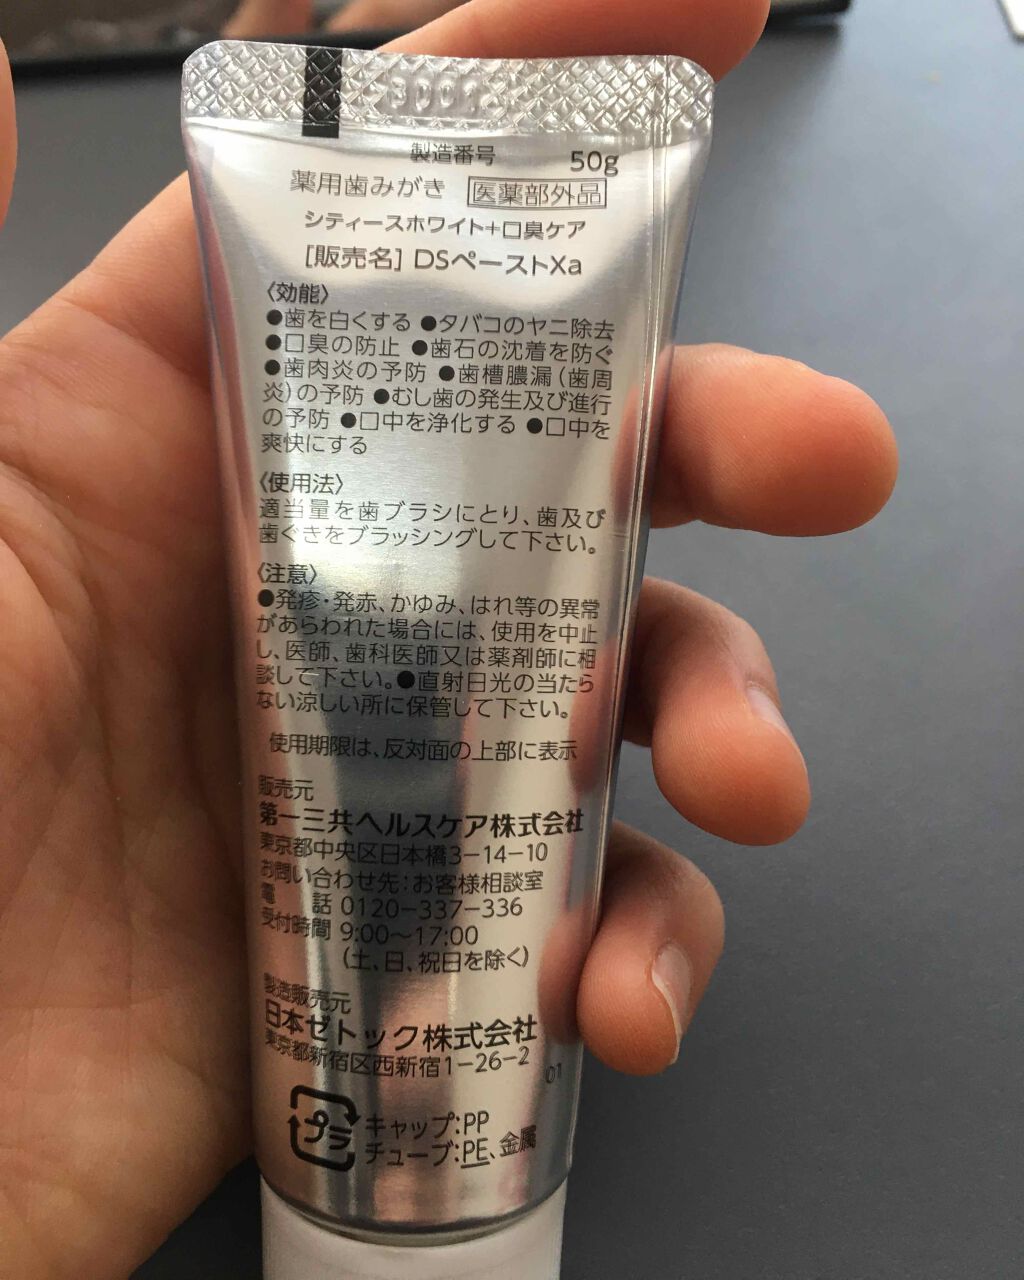 製造番号 50g
薬用歯みがき 医薬部外品
シティースホワイト+口臭ケア
[販売名] DSペーストXa
〈効能〉
●歯を白くする ●タバコのヤニ除去
●口臭の防止 ●歯石の沈着を防ぐ
●歯肉炎の予防 ●歯槽膿漏(歯周
炎)の予防 ●むし歯の発生及び進行
の予防 ●口中を浄化する ●口中を
爽快にする
〈使用法〉
適当量を歯ブラシにとり、歯及び
歯ぐきをブラッシングして下さい。
〈注意〉
●発疹・発赤、かゆみ、はれ等の異常
があらわれた場合には、使用を中止
し、医師、歯科医師又は薬剤師に相
談して下さい。●直射日光の当たら
ない涼しい所に保管して下さい。
使用期限は、反対面の上部に表示
販売元
第一三共ヘルスケア株式会社
東京都中央区日本橋3-14-10
お問い合わせ先:お客様相談室
電 話 0120-337-336
受付時間 9:00〜17:00
(土、日、祝日を除く)
製造販売元
日本ゼトック株式会社
東京都新宿区西新宿1-26-2
01
プラ
キャップ:PP
チューブ:PE、金属